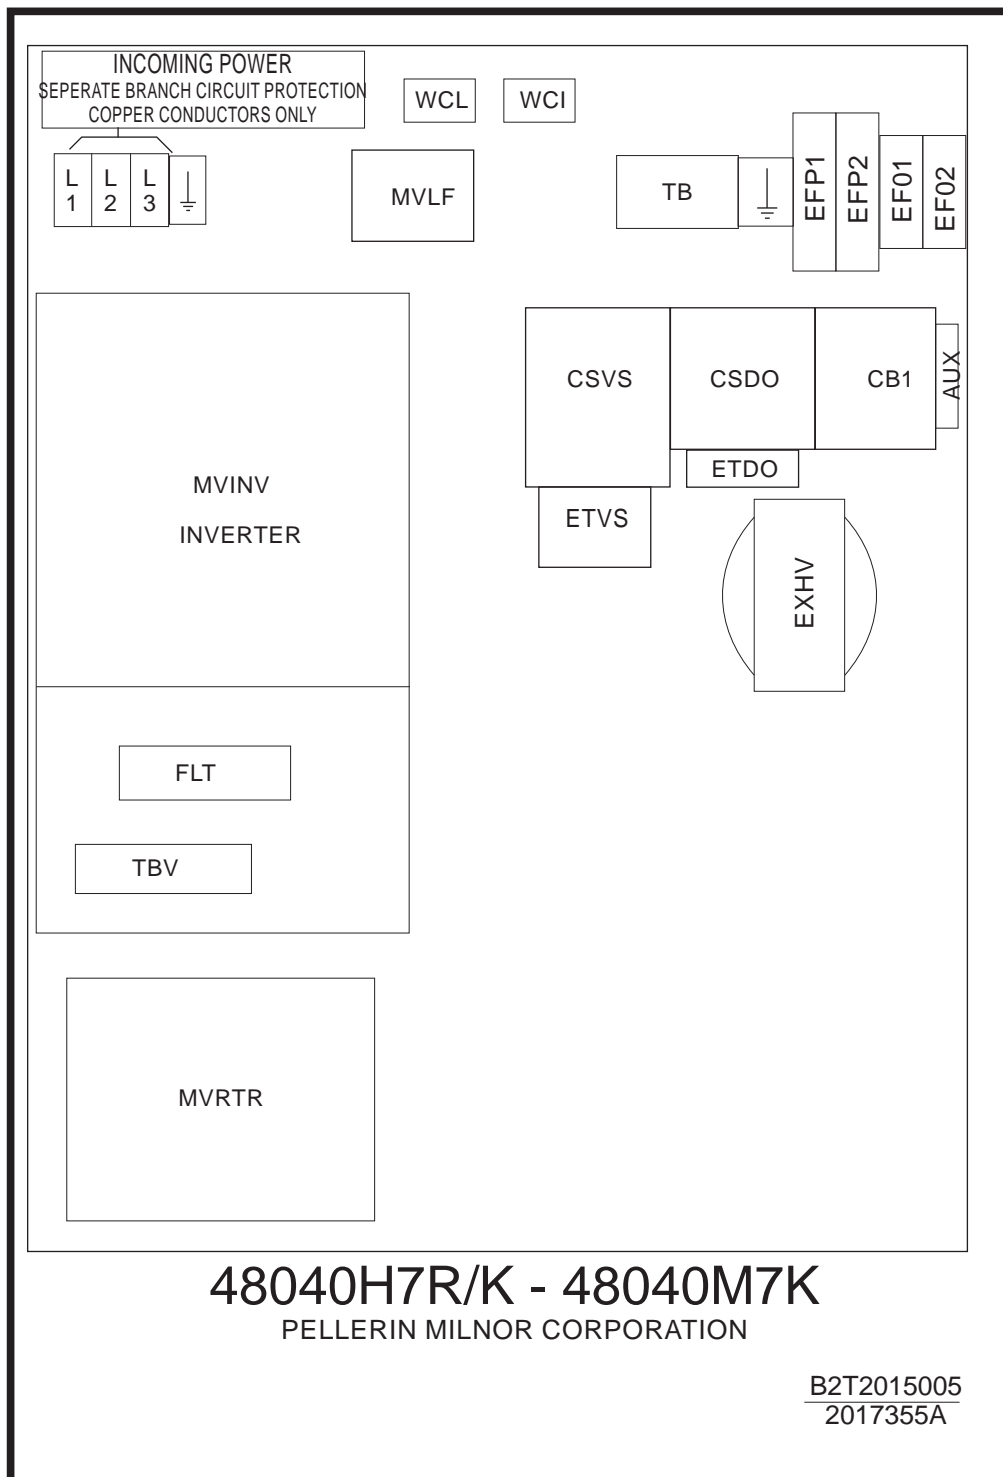 INCOMING POWER
SEPERATE BRANCH CIRCUIT PROTECTION
COPPER CONDUCTORS ONLY
L
1
L
2
L
3
WCL
WCI
MVLF
TB
EFP1
EFP2
EF01
EF02
CSVS
CSDO
CB1
AUX
ETDO
ETVS
EXHV
MVINV
INVERTER
FLT
TBV
MVRTR
48040H7R/K - 48040M7K
PELLERIN MILNOR CORPORATION
B2T2015005
2017355A